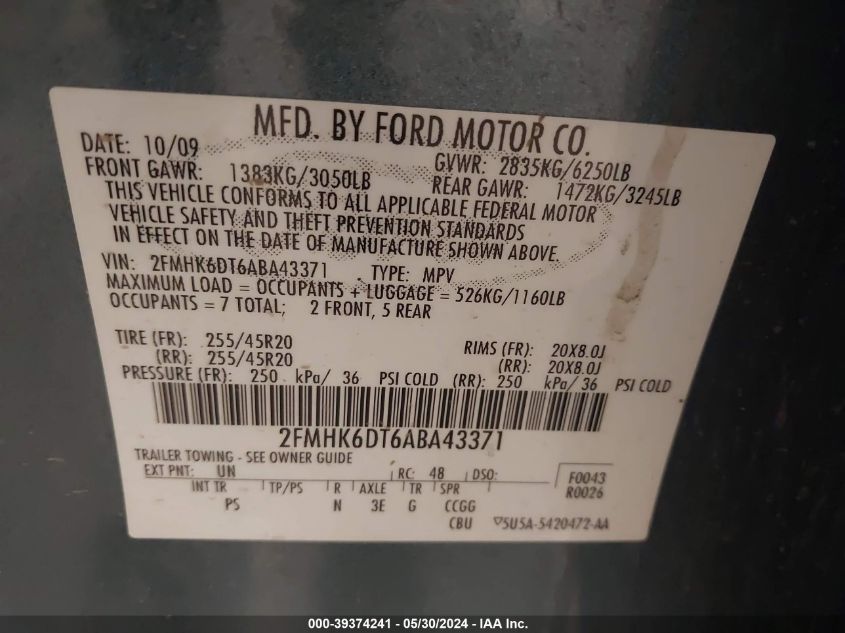 MFD. BY FORD MOTOR CO.
DATE: 10/09 GVWR: 2835KG/6250LB
FRONT GAWR: 1383KG/3050LB REAR GAWR: 1472KG/3245LB
THIS VEHICLE CONFORMS TO ALL APPLICABLE FEDERAL MOTOR
VEHICLE SAFETY AND THEFT PREVENTION STANDARDS
IN EFFECT ON THE DATE OF MANUFACTURE SHOWN ABOVE.
VIN: 2FMHK6DT6ABA43371 TYPE: MPV
MAXIMUM LOAD = OCCUPANTS + LUGGAGE = 526KG/1160LB
OCCUPANTS = 7 TOTAL; 2 FRONT, 5 REAR
TIRE (FR): 255/45R20 RIMS (FR): 20X8.0J
(RR): 255/45R20 (RR): 20X8.0J
PRESSURE (FR): 250 kPa/ 36 PSI COLD (RR): 250 kPa/ 36 PSI COLD
2FMHK6DT6ABA43371
TRAILER TOWING - SEE OWNER GUIDE
EXT PNT: UN RC: 48 DSO: F0043
INT TR TP/PS R AXLE TR SPR R0026
PS N 3E G CCGG
CBU 5U5A-5420472-AA
000-39374241 - 05/30/2024 - IAA Inc.